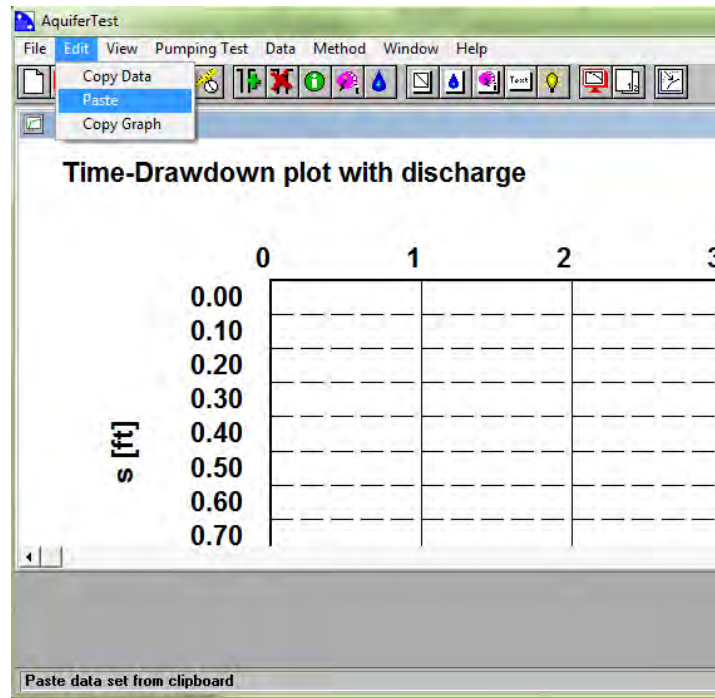 AquiferTest
File Edit View Pumping Test Data Method Window Help
Copy Data
Paste
Copy Graph
Text
Time-Drawdown plot with discharge
0 1 2 3
0.00
0.10
0.20
0.30
0.40
0.50
0.60
0.70
s [ft]
Paste data set from clipboard